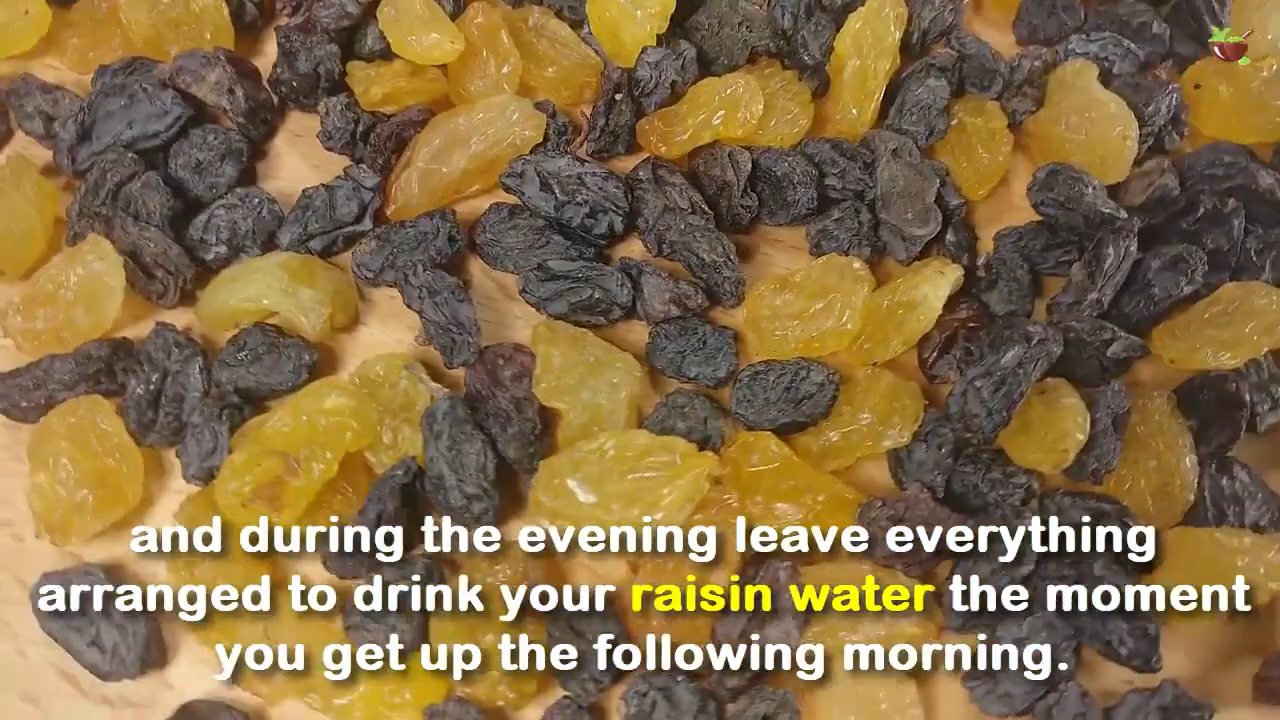 and during the evening leave everything
arranged to drink your raisin water the moment
you get up the following morning.